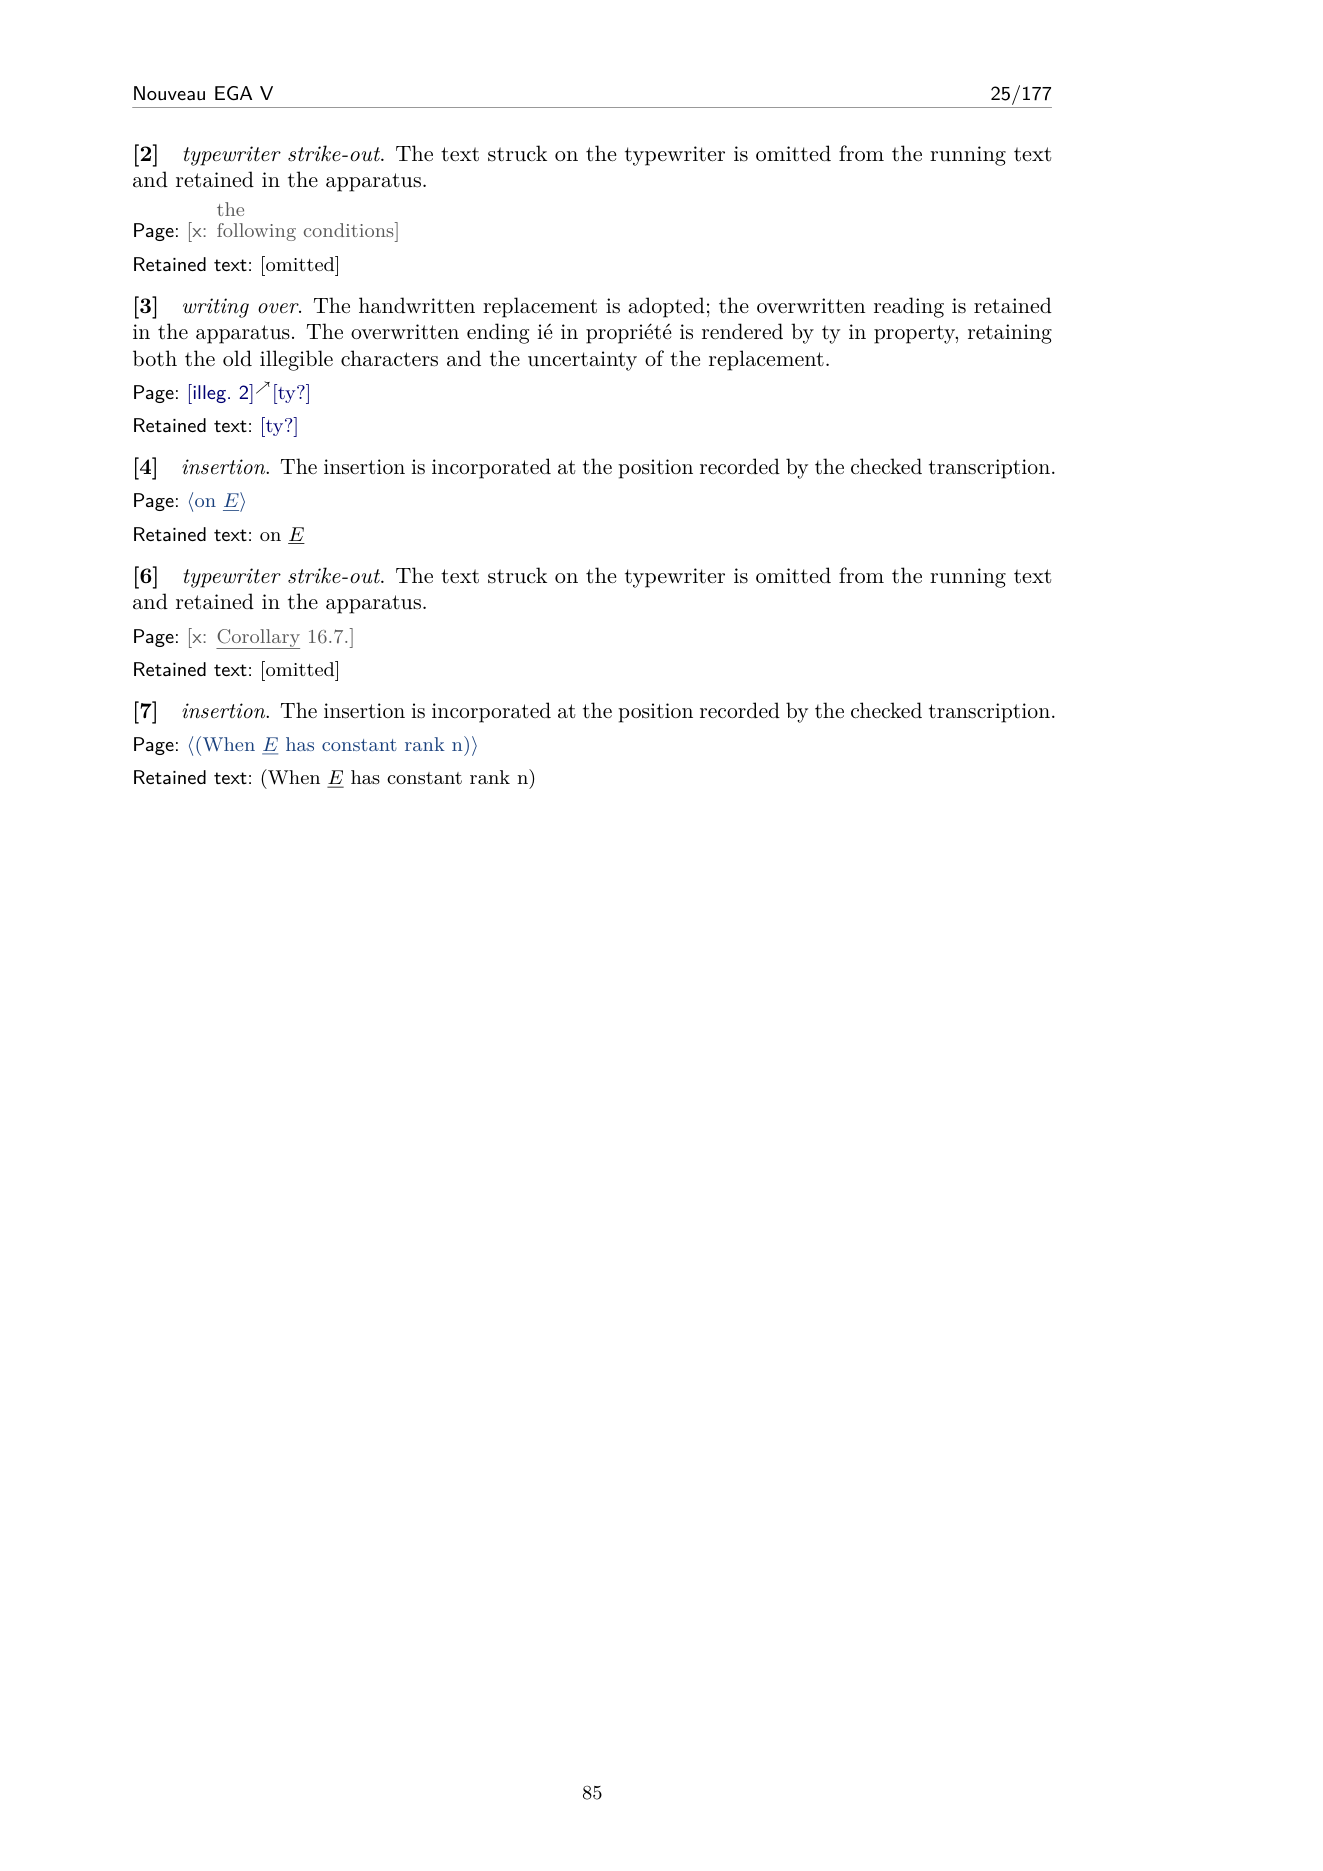 Nouveau EGA V 25/177
[2] typewriter strike-out. The text struck on the typewriter is omitted from the running text
and retained in the apparatus.
the
Page: [x: following conditions]
Retained text: [omitted]
[3] writing over. The handwritten replacement is adopted; the overwritten reading is retained
in the apparatus. The overwritten ending ié in propriété is rendered by ty in property, retaining
both the old illegible characters and the uncertainty of the replacement.
Page: [illeg. 2]↗[ty?]
Retained text: [ty?]
[4] insertion. The insertion is incorporated at the position recorded by the checked transcription.
Page: ⟨on E⟩
Retained text: on E
[6] typewriter strike-out. The text struck on the typewriter is omitted from the running text
and retained in the apparatus.
Page: [x: Corollary 16.7.]
Retained text: [omitted]
[7] insertion. The insertion is incorporated at the position recorded by the checked transcription.
Page: ⟨(When E has constant rank n)⟩
Retained text: (When E has constant rank n)
85